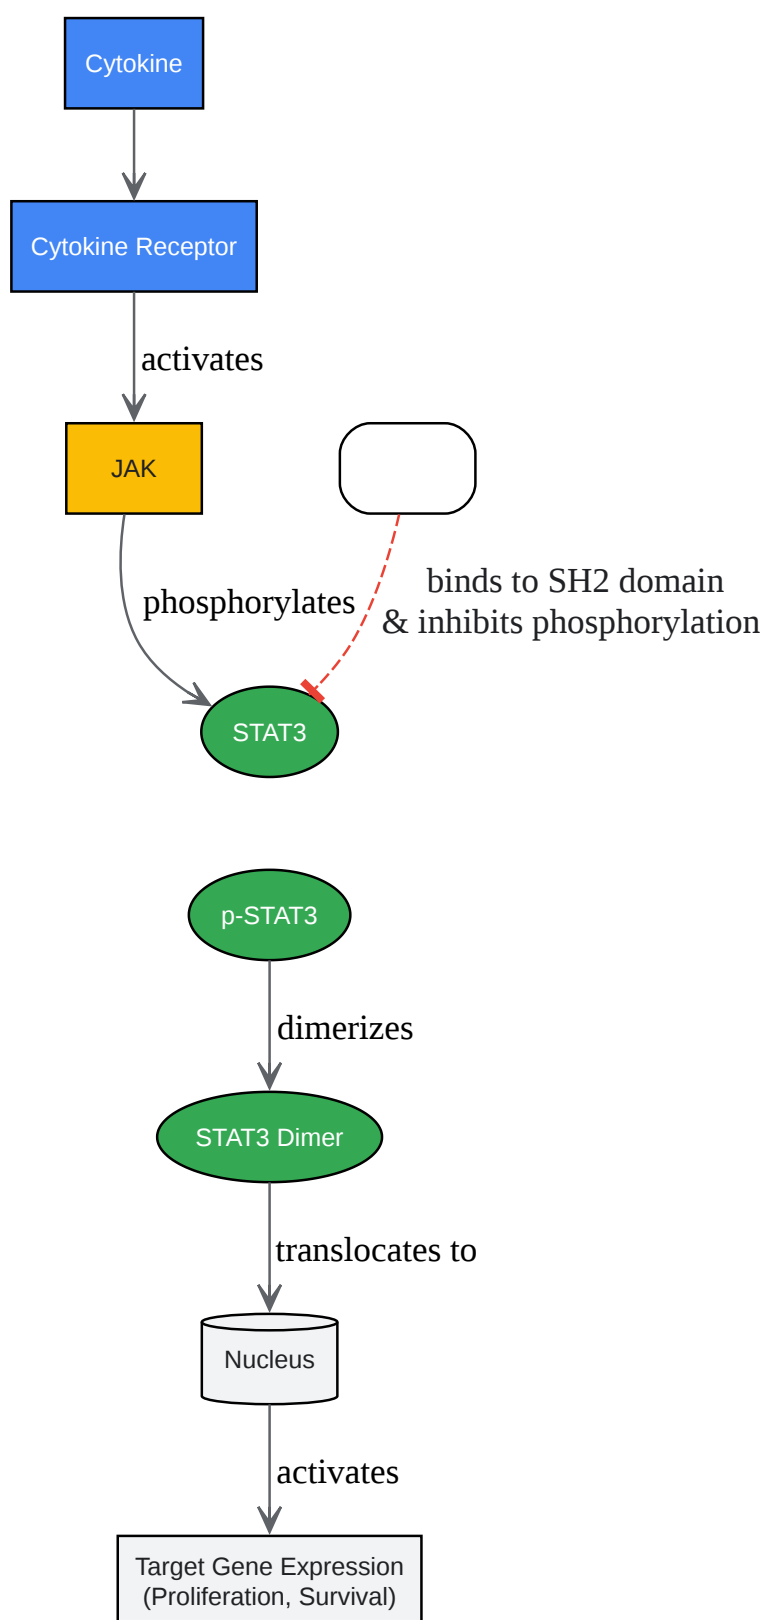 Cytokine
Cytokine Receptor
activates
JAK
phosphorylates
binds to SH2 domain
& inhibits phosphorylation
STAT3
p-STAT3
dimerizes
STAT3 Dimer
translocates to
Nucleus
activates
Target Gene Expression
(Proliferation, Survival)